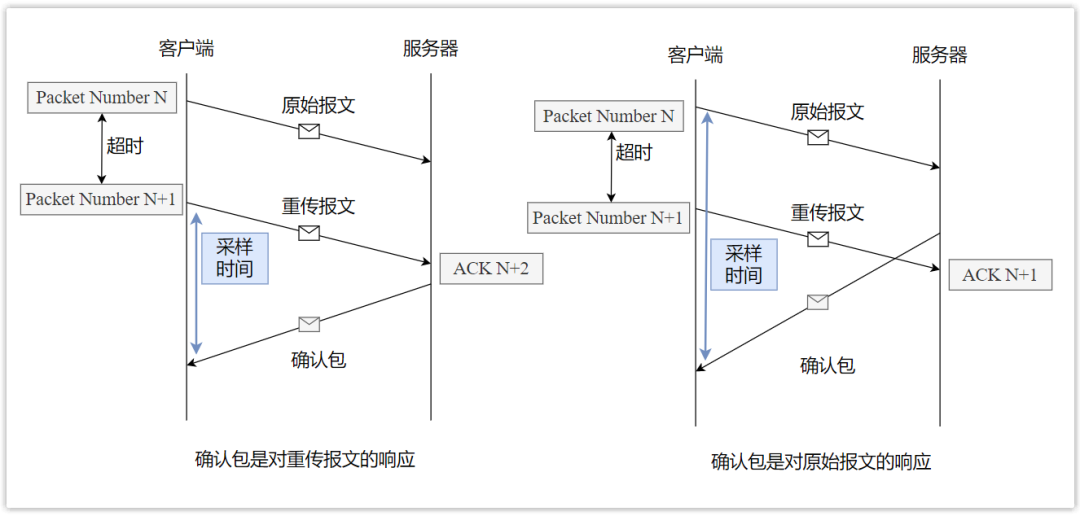 客户端
服务器
Packet Number N
原始报文
超时
Packet Number N+1
重传报文
采样
时间
ACK N+2
确认包
确认包是对重传报文的响应
客户端
服务器
Packet Number N
原始报文
超时
Packet Number N+1
重传报文
采样
时间
ACK N+1
确认包
确认包是对原始报文的响应